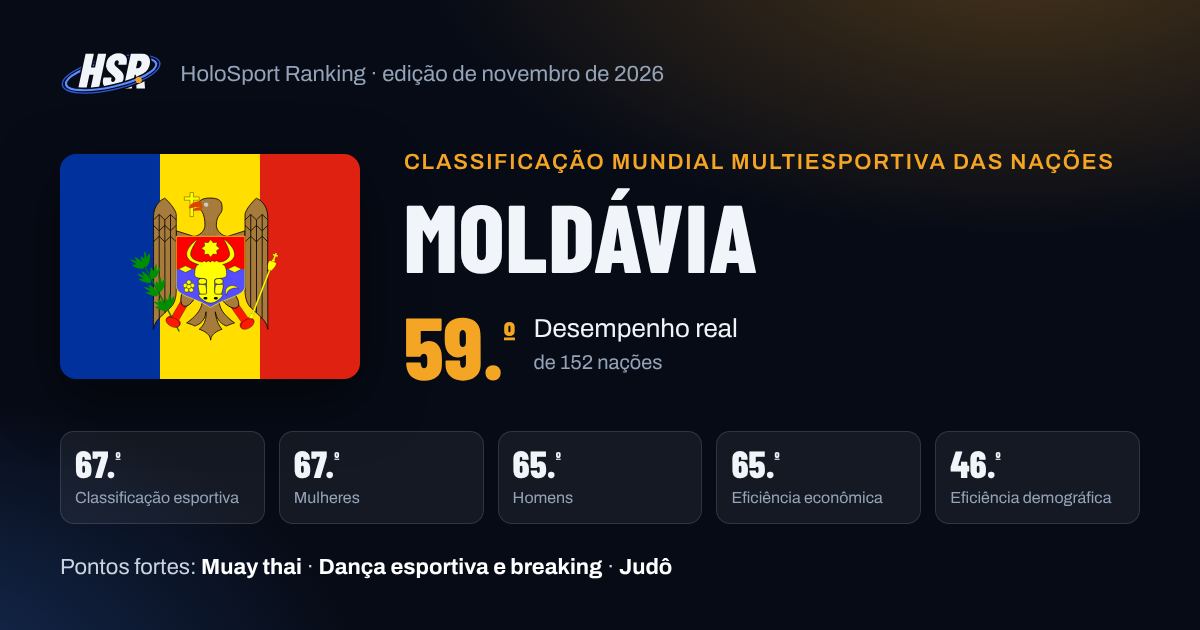 HSR
HoloSport Ranking · edição de novembro de 2026
CLASSIFICAÇÃO MUNDIAL MULTIESPORTIVA DAS NAÇÕES
MOLDÁVIA
59.º
Desempenho real
de 152 nações
67.º
Classificação esportiva
67.º
Mulheres
65.º
Homens
65.º
Eficiência econômica
46.º
Eficiência demográfica
Pontos fortes: Muay thai · Dança esportiva e breaking · Judô